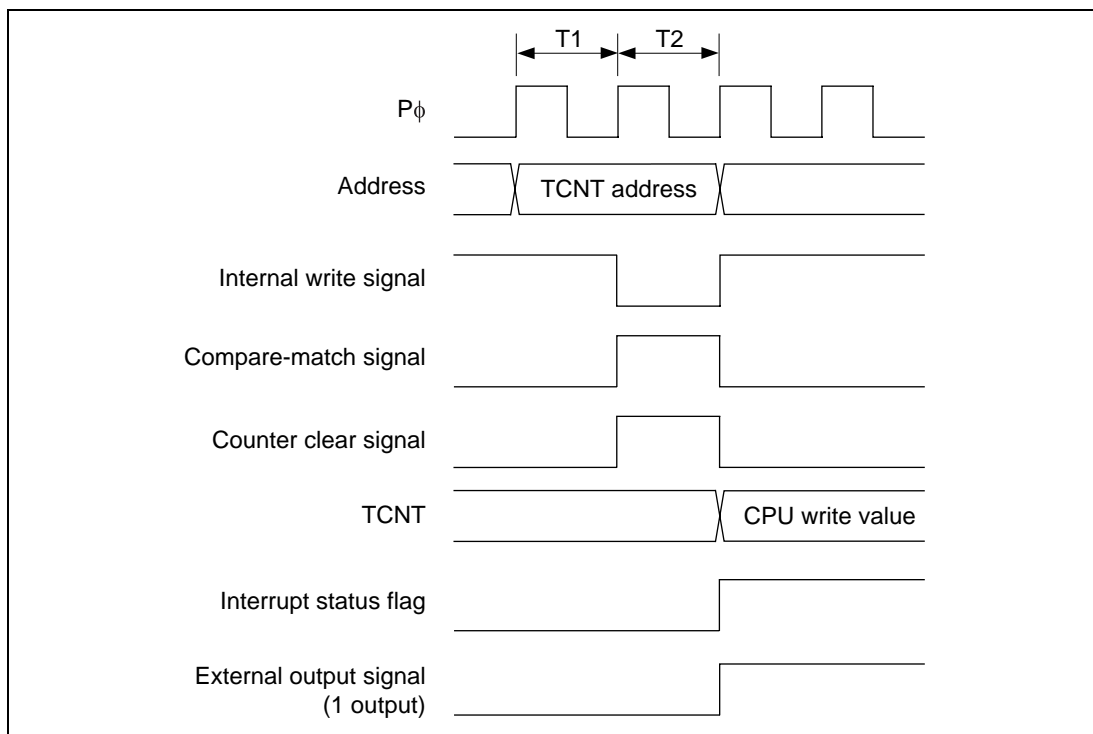 T1 T2
Pϕ
Address
TCNT address
Internal write signal
Compare-match signal
Counter clear signal
TCNT
CPU write value
Interrupt status flag
External output signal
(1 output)